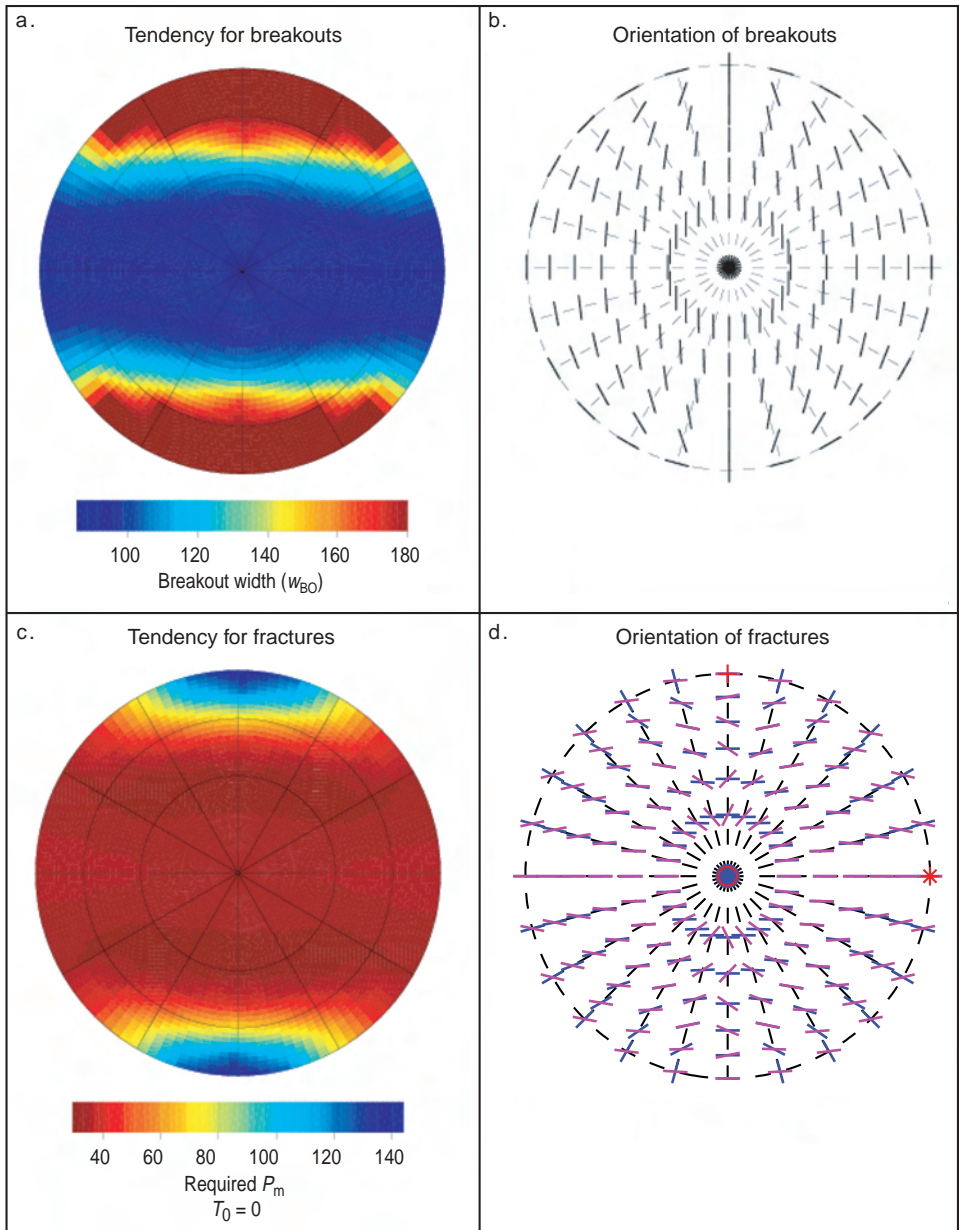 a.
Tendency for breakouts
100 120 140 160 180
Breakout width (wBO)
b.
Orientation of breakouts
c.
Tendency for fractures
40 60 80 100 120 140
Required Pm
T0 = 0
d.
Orientation of fractures